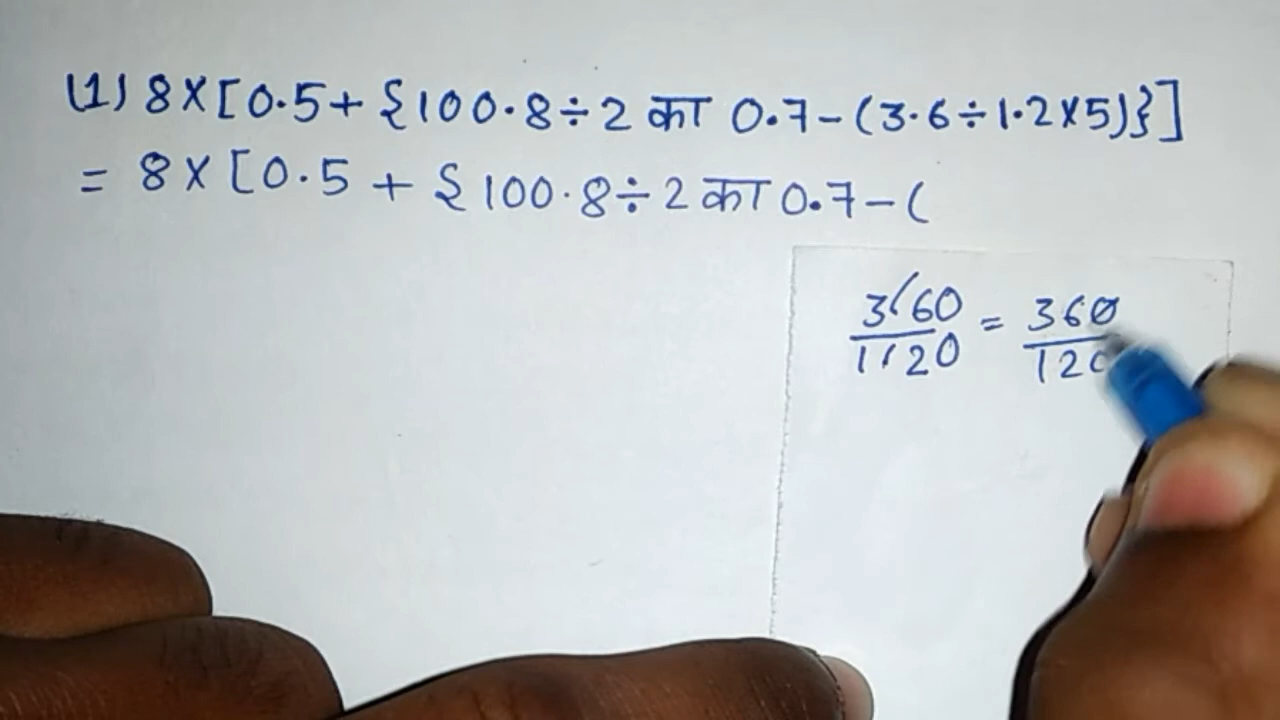 (1) 8×[0.5+{100.8÷2 का 0.7-(3.6÷1.2×5)}]
= 8×[0.5+{100.8÷2 का 0.7-(
3/60 = 360
1/20 120